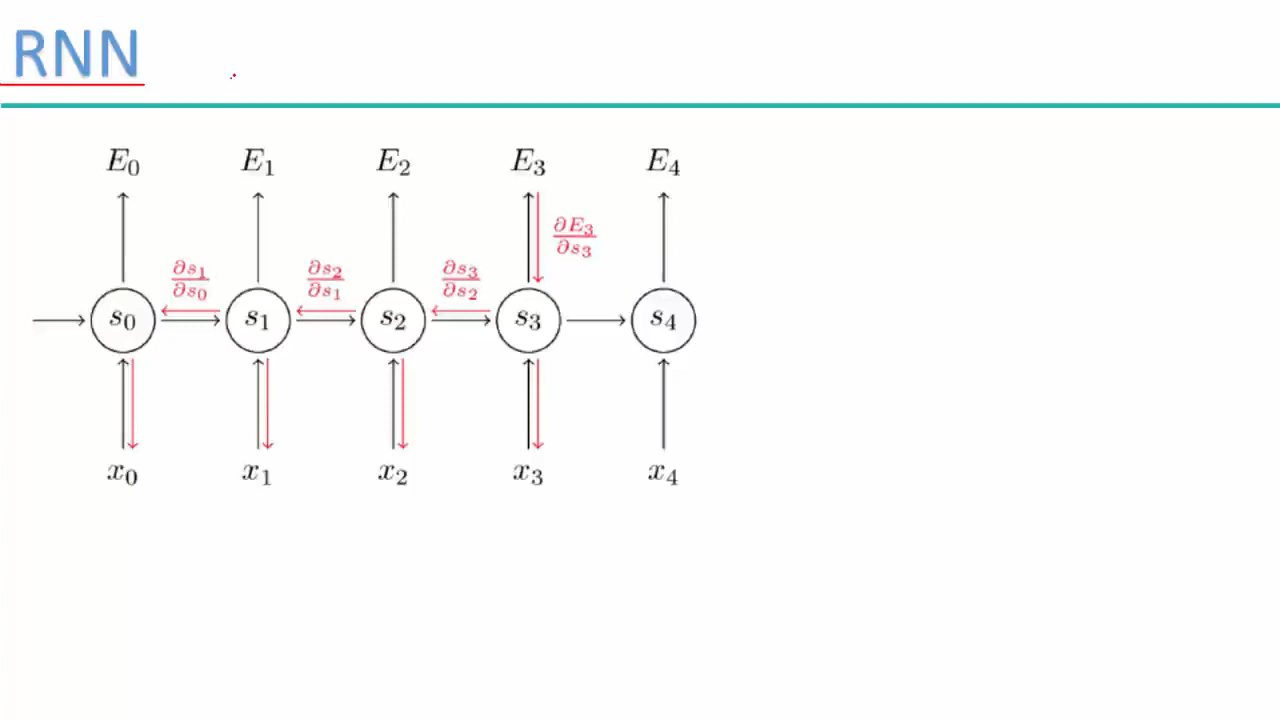 RNN
E₀ E₁ E₂ E₃ E₄
∂E₃/∂s₃
∂s₁/∂s₀ ∂s₂/∂s₁ ∂s₃/∂s₂
s₀ s₁ s₂ s₃ s₄
x₀ x₁ x₂ x₃ x₄